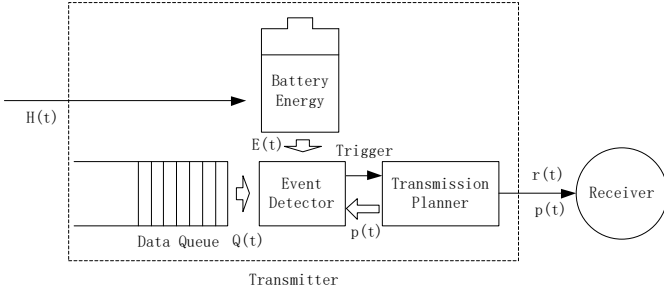 Battery
Energy
H(t)
E(t)
Trigger
Event
Detector
Transmission
Planner
r(t)
p(t)
Receiver
Data Queue
Q(t)
p(t)
Transmitter